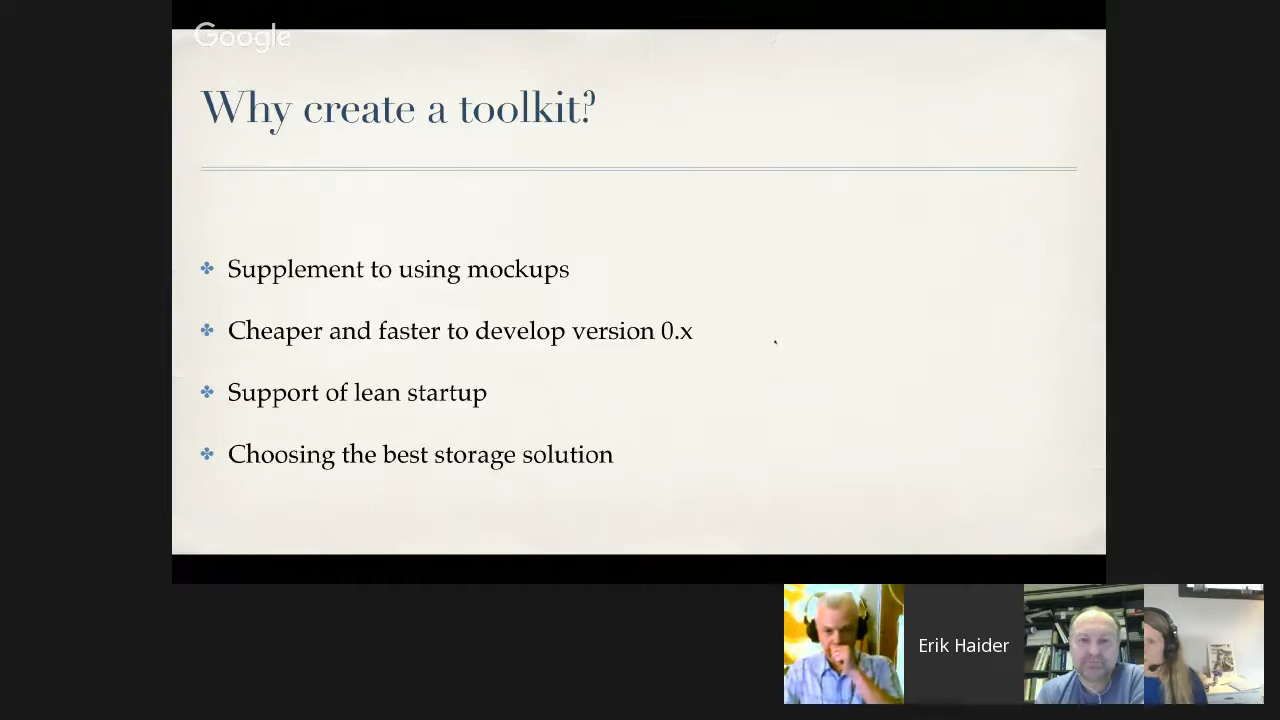 Google
Why create a toolkit?
Supplement to using mockups
Cheaper and faster to develop version 0.x
Support of lean startup
Choosing the best storage solution
Erik Haider